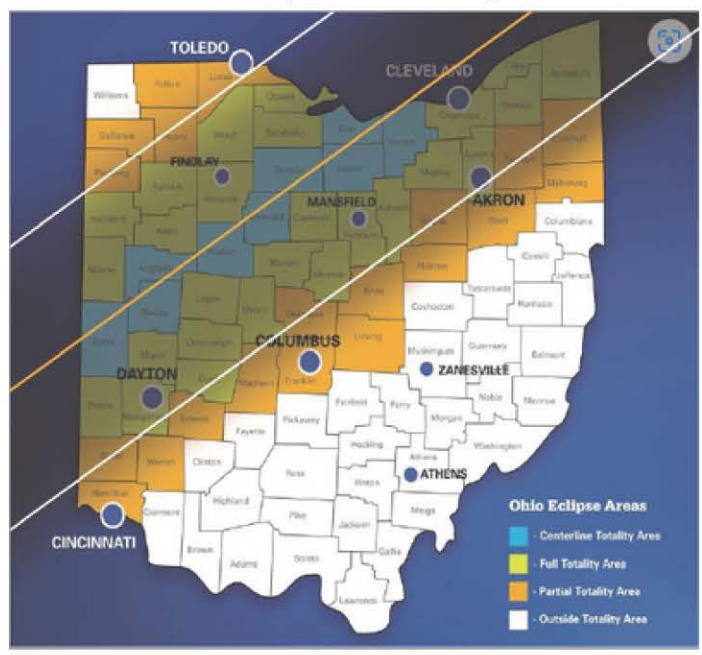 TOLEDO
Williams
Fulton
Lucas
CLEVELAND
Ottawa
Defiance
Henry
Wood
Sandusky
Erie
Lorain
FINDLAY
Hancock
Paulding
Putnam
Seneca
Huron
Medina
Summit
AKRON
Mahoning
Van Wert
Allen
MANSFIELD
Crawford
Ashland
Stark
Columbiana
Mercer
Auglaize
Hardin
Marion
Morrow
Holmes
Carroll
Jefferson
Logan
Union
Knox
Coshocton
Tuscarawas
Harrison
Shelby
Delaware
Licking
Darke
Miami
Champaign
COLUMBUS
Muskingum
Guernsey
Belmont
ZANESVILLE
DAYTON
Clark
Madison
Franklin
Noble
Monroe
Preble
Montgomery
Greene
Fairfield
Perry
Morgan
Pickaway
Fayette
Washington
Butler
Warren
Clinton
Hocking
Athens
Ross
Vinton
ATHENS
Hamilton
Clermont
Highland
Meigs
CINCINNATI
Pike
Jackson
Brown
Adams
Scioto
Gallia
Lawrence
Ohio Eclipse Areas
- Centerline Totality Area
- Full Totality Area
- Partial Totality Area
- Outside Totality Area